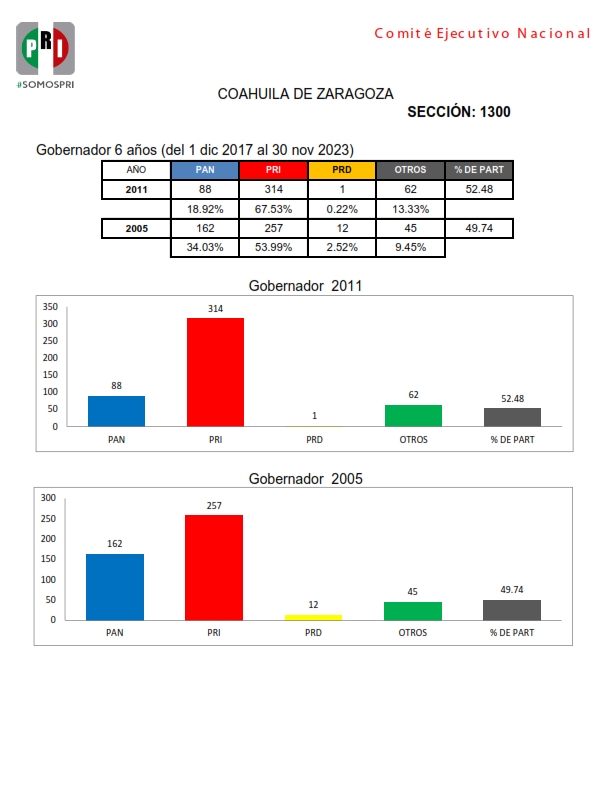 PRI
#SOMOSPRI
Comité Ejecutivo Nacional
COAHUILA DE ZARAGOZA
SECCIÓN: 1300
Gobernador 6 años (del 1 dic 2017 al 30 nov 2023)
AÑO PAN PRI PRD OTROS % DE PART
2011 88 314 1 62 52.48
18.92% 67.53% 0.22% 13.33%
2005 162 257 12 45 49.74
34.03% 53.99% 2.52% 9.45%
Gobernador 2011
350
300
250
200
150
100
50
0
88
314
1
62
52.48
PAN PRI PRD OTROS % DE PART
Gobernador 2005
300
250
200
150
100
50
0
162
257
12
45
49.74
PAN PRI PRD OTROS % DE PART